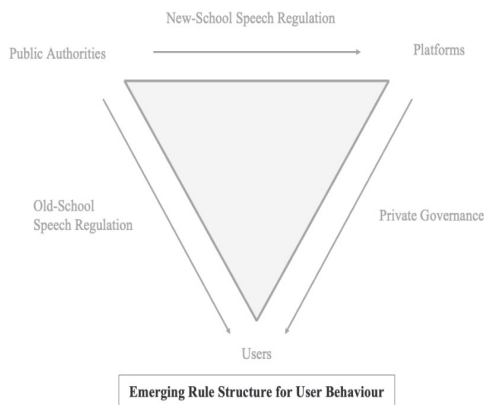 New-School Speech Regulation
Public Authorities
Platforms
Old-School
Speech Regulation
Private Governance
Users
Emerging Rule Structure for User Behaviour